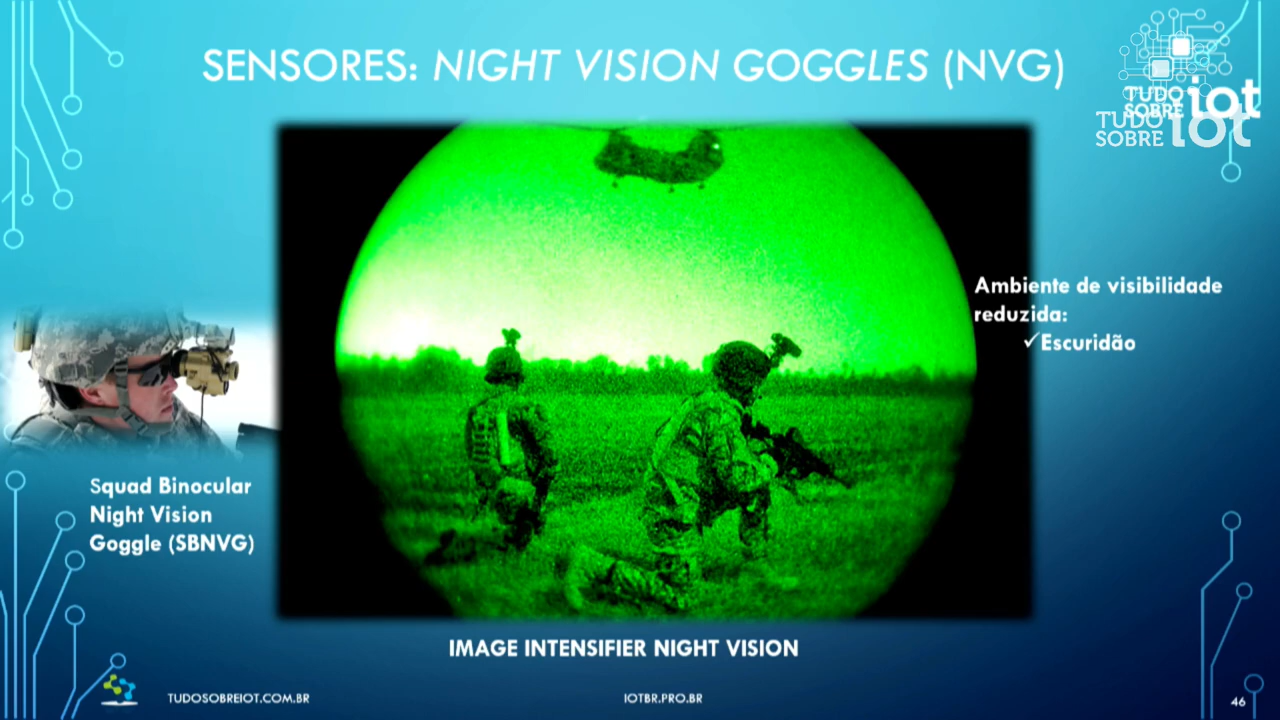 SENSORES: NIGHT VISION GOGGLES (NVG)
TUDO
SOBRE iot
TUDO
SOBRE iot
Ambiente de visibilidade
reduzida:
✓Escuridão
Squad Binocular
Night Vision
Goggle (SBNVG)
IMAGE INTENSIFIER NIGHT VISION
TUDOSOBREIOT.COM.BR
IOTBR.PRO.BR
46